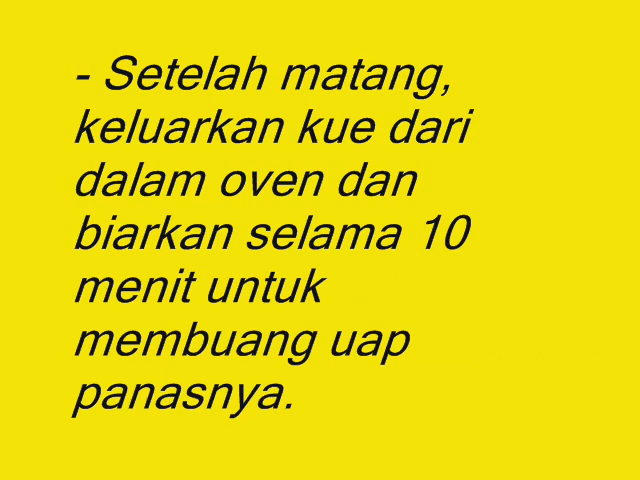 - Setelah matang,
keluarkan kue dari
dalam oven dan
biarkan selama 10
menit untuk
membuang uap
panasnya.